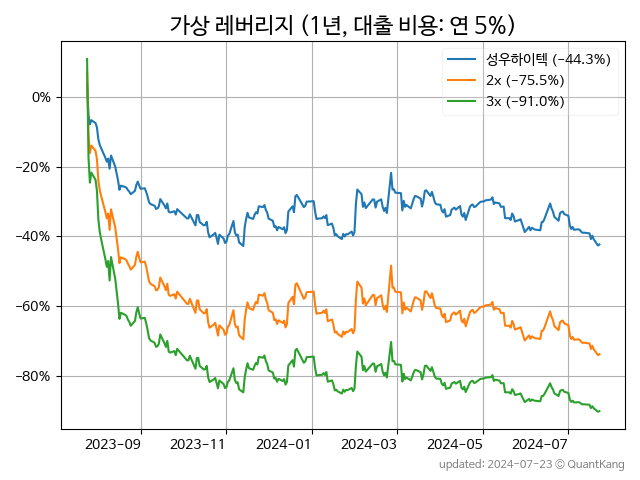 가상 레버리지 (1년, 대출 비용: 연 5%)
성우하이텍 (−44.3%)
2x (−75.5%)
3x (−91.0%)
0%
−20%
−40%
−60%
−80%
2023-09 2023-11 2024-01 2024-03 2024-05 2024-07
updated: 2024-07-23 © QuantKang